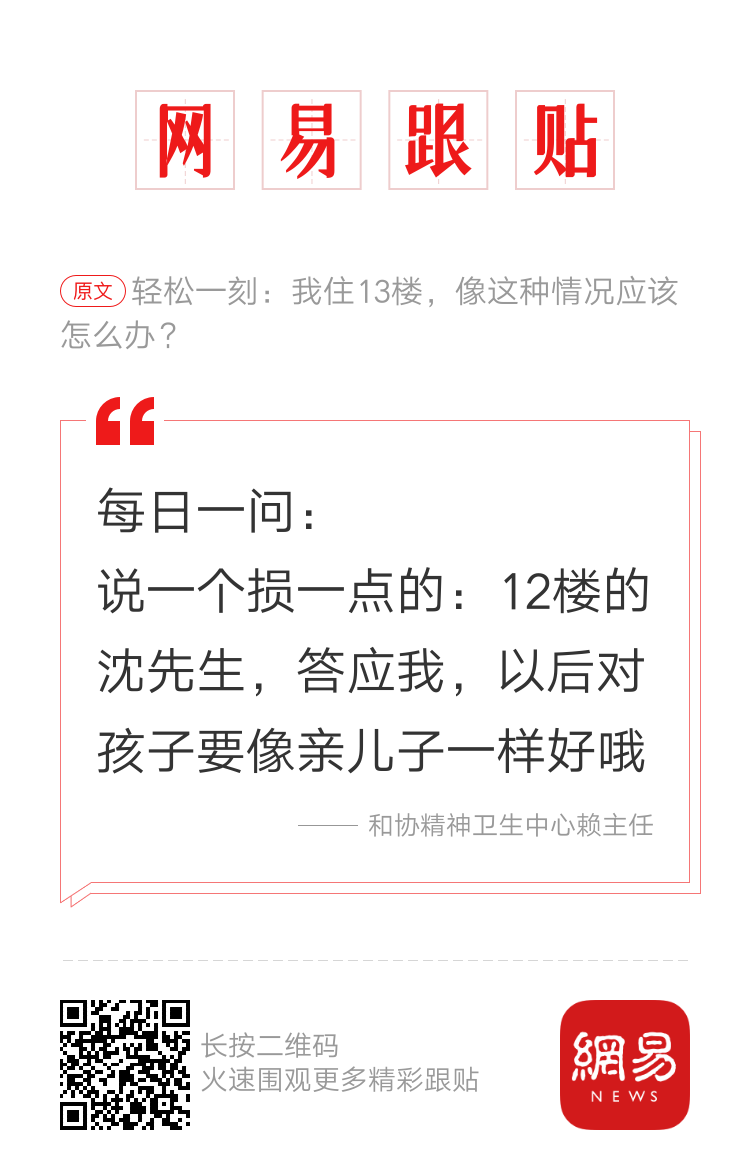 网易跟贴
原文 轻松一刻：我住13楼，像这种情况应该
怎么办？
每日一问：
说一个损一点的：12楼的
沈先生，答应我，以后对
孩子要像亲儿子一样好哦
—— 和协精神卫生中心赖主任
长按二维码
火速围观更多精彩跟贴
網易
NEWS